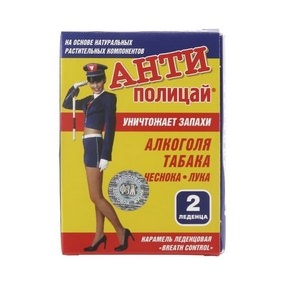 НА ОСНОВЕ НАТУРАЛЬНЫХ
РАСТИТЕЛЬНЫХ КОМПОНЕНТОВ
АНТИ
ПОЛИЦАЙ®
УНИЧТОЖАЕТ ЗАПАХИ
АЛКОГОЛЯ
ТАБАКА
ЧЕСНОКА • ЛУКА
2
ЛЕДЕНЦА
КАРАМЕЛЬ ЛЕДЕНЦОВАЯ
«BREATH CONTROL»